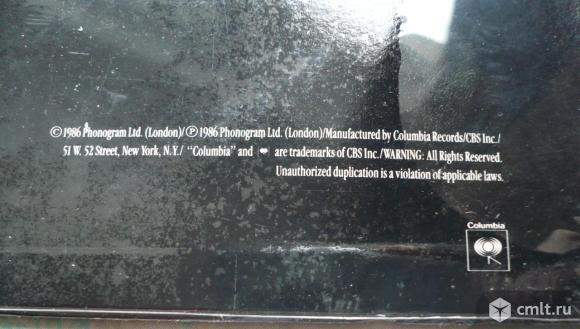 ©1986 Phonogram Ltd. (London)/℗1986 Phonogram Ltd. (London)/Manufactured by Columbia Records/CBS Inc./
51 W. 52 Street, New York, N.Y./ "Columbia" and are trademarks of CBS Inc./WARNING: All Rights Reserved.
Unauthorized duplication is a violation of applicable laws.
Columbia
cmlt.ru